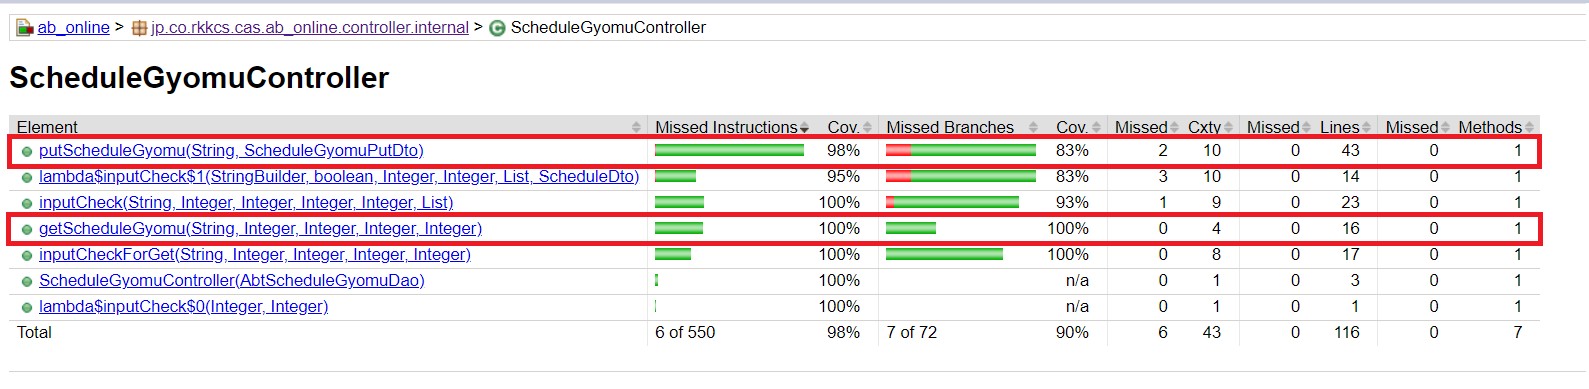 ab_online > jp.co.rkkcs.cas.ab_online.controller.internal > ScheduleGyomuController
ScheduleGyomuController
Element Missed Instructions Cov. Missed Branches Cov. Missed Cxty Missed Lines Missed Methods
putScheduleGyomu(String, ScheduleGyomuPutDto) 98% 83% 2 10 0 43 0 1
lambda$inputCheck$1(StringBuilder, boolean, Integer, Integer, List, ScheduleDto) 95% 83% 3 10 0 14 0 1
inputCheck(String, Integer, Integer, Integer, Integer, List) 100% 93% 1 9 0 23 0 1
getScheduleGyomu(String, Integer, Integer, Integer, Integer) 100% 100% 0 4 0 16 0 1
inputCheckForGet(String, Integer, Integer, Integer, Integer) 100% 100% 0 8 0 17 0 1
ScheduleGyomuController(AbtScheduleGyomuDao) 100% n/a 0 1 0 3 0 1
lambda$inputCheck$0(Integer, Integer) 100% n/a 0 1 0 1 0 1
Total 6 of 550 98% 7 of 72 90% 6 43 0 116 0 7